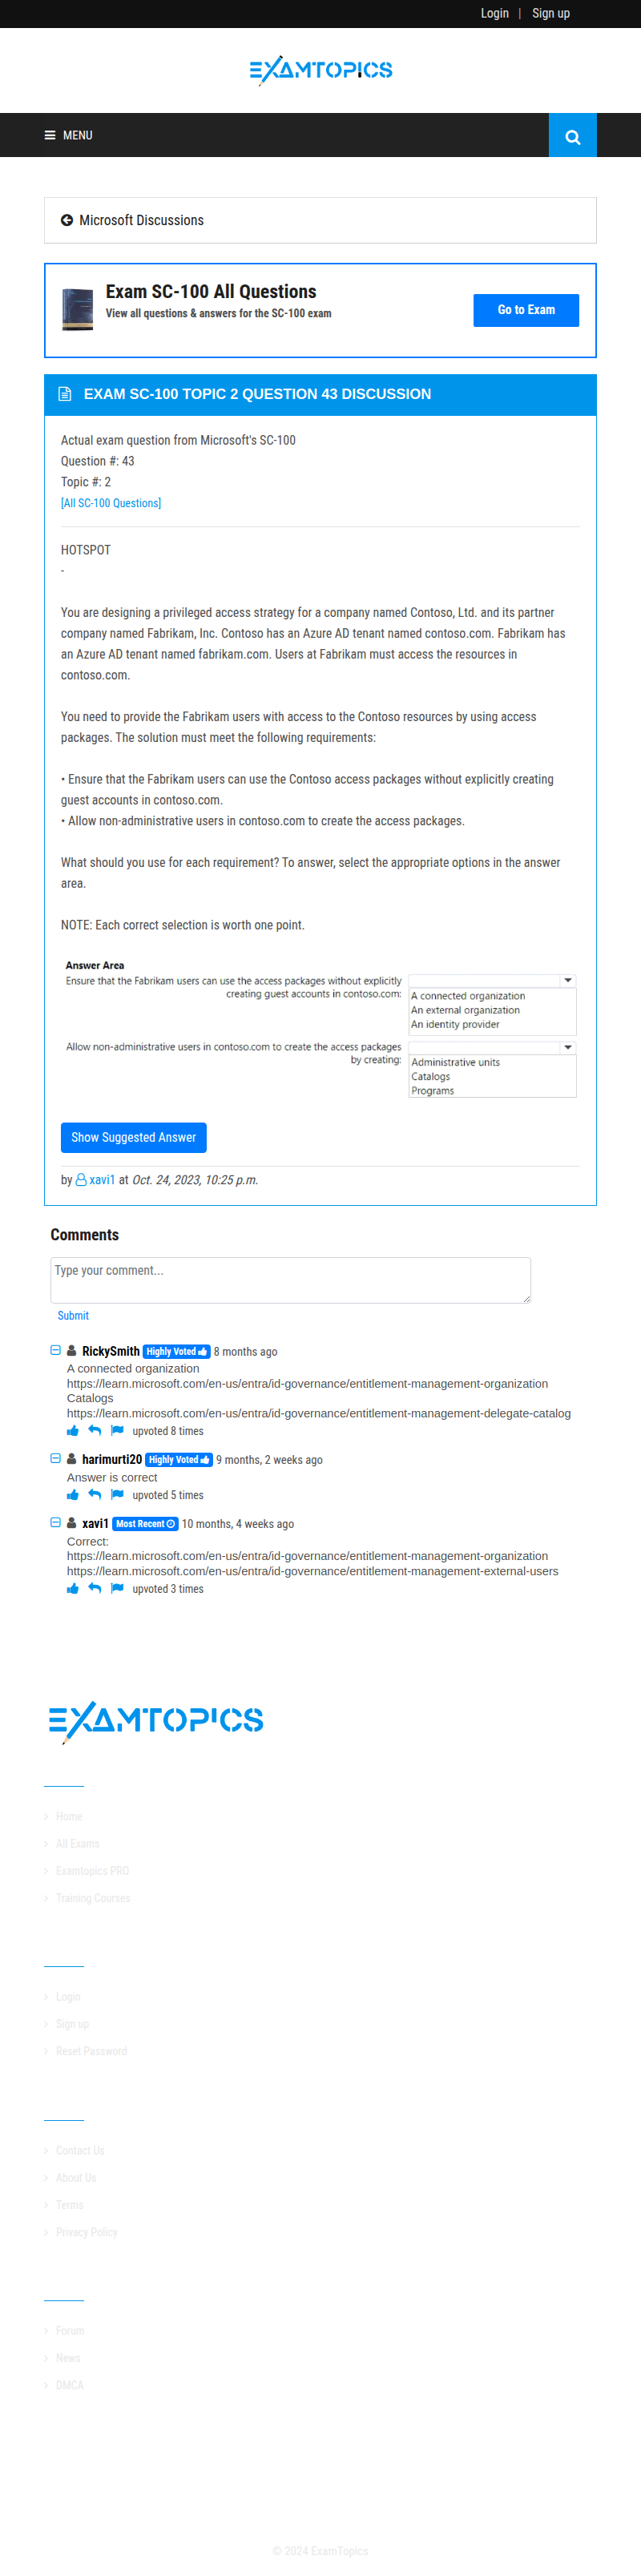 Login | Sign up
EXAMTOPICS
MENU
Microsoft Discussions
Exam SC-100 All Questions
View all questions & answers for the SC-100 exam
Go to Exam
EXAM SC-100 TOPIC 2 QUESTION 43 DISCUSSION
Actual exam question from Microsoft's SC-100
Question #: 43
Topic #: 2
[All SC-100 Questions]
HOTSPOT
-
You are designing a privileged access strategy for a company named Contoso, Ltd. and its partner
company named Fabrikam, Inc. Contoso has an Azure AD tenant named contoso.com. Fabrikam has
an Azure AD tenant named fabrikam.com. Users at Fabrikam must access the resources in
contoso.com.
You need to provide the Fabrikam users with access to the Contoso resources by using access
packages. The solution must meet the following requirements:
• Ensure that the Fabrikam users can use the Contoso access packages without explicitly creating
guest accounts in contoso.com.
• Allow non-administrative users in contoso.com to create the access packages.
What should you use for each requirement? To answer, select the appropriate options in the answer
area.
NOTE: Each correct selection is worth one point.
Answer Area
Ensure that the Fabrikam users can use the access packages without explicitly
creating guest accounts in contoso.com:
A connected organization
An external organization
An identity provider
Allow non-administrative users in contoso.com to create the access packages
by creating:
Administrative units
Catalogs
Programs
Show Suggested Answer
by xavi1 at Oct. 24, 2023, 10:25 p.m.
Comments
Type your comment...
Submit
RickySmith Highly Voted 8 months ago
A connected organization
https://learn.microsoft.com/en-us/entra/id-governance/entitlement-management-organization
Catalogs
https://learn.microsoft.com/en-us/entra/id-governance/entitlement-management-delegate-catalog
upvoted 8 times
harimurti20 Highly Voted 9 months, 2 weeks ago
Answer is correct
upvoted 5 times
xavi1 Most Recent 10 months, 4 weeks ago
Correct:
https://learn.microsoft.com/en-us/entra/id-governance/entitlement-management-organization
https://learn.microsoft.com/en-us/entra/id-governance/entitlement-management-external-users
upvoted 3 times
EXAMTOPICS
Home
All Exams
Examtopics PRO
Training Courses
Login
Sign up
Reset Password
Contact Us
About Us
Terms
Privacy Policy
Forum
News
DMCA
© 2024 ExamTopics